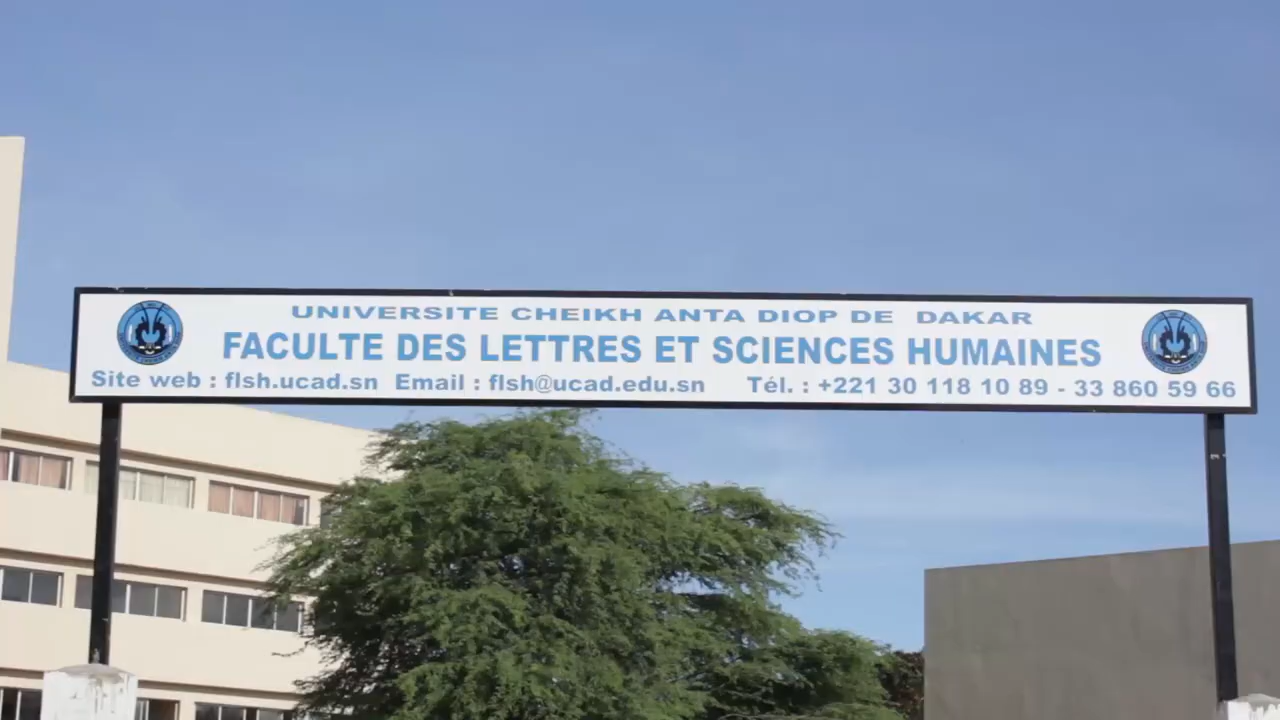 UNIVERSITE CHEIKH ANTA DIOP DE DAKAR
FACULTE DES LETTRES ET SCIENCES HUMAINES
Site web : flsh.ucad.sn Email : flsh@ucad.edu.sn Tél. : +221 30 118 10 89 - 33 860 59 66